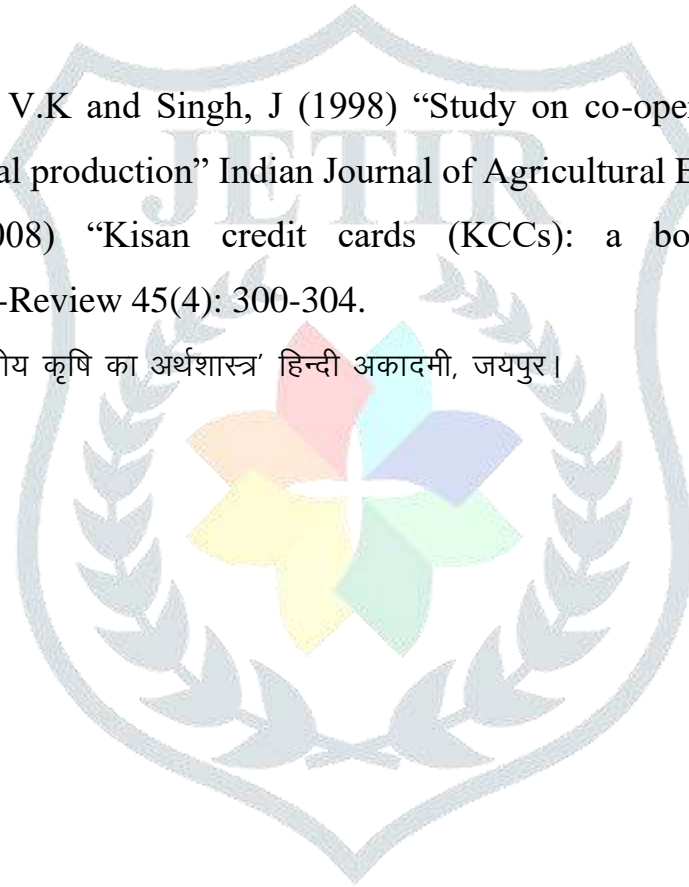 V.K and Singh, J (1998) “Study on co-oper
al production” Indian Journal of Agricultural E
008) “Kisan credit cards (KCCs): a bo
-Review 45(4): 300-304.
ीय कृषि का अर्थशास्त्र’ हिन्दी अकादमी, जयपुर।
JETIR